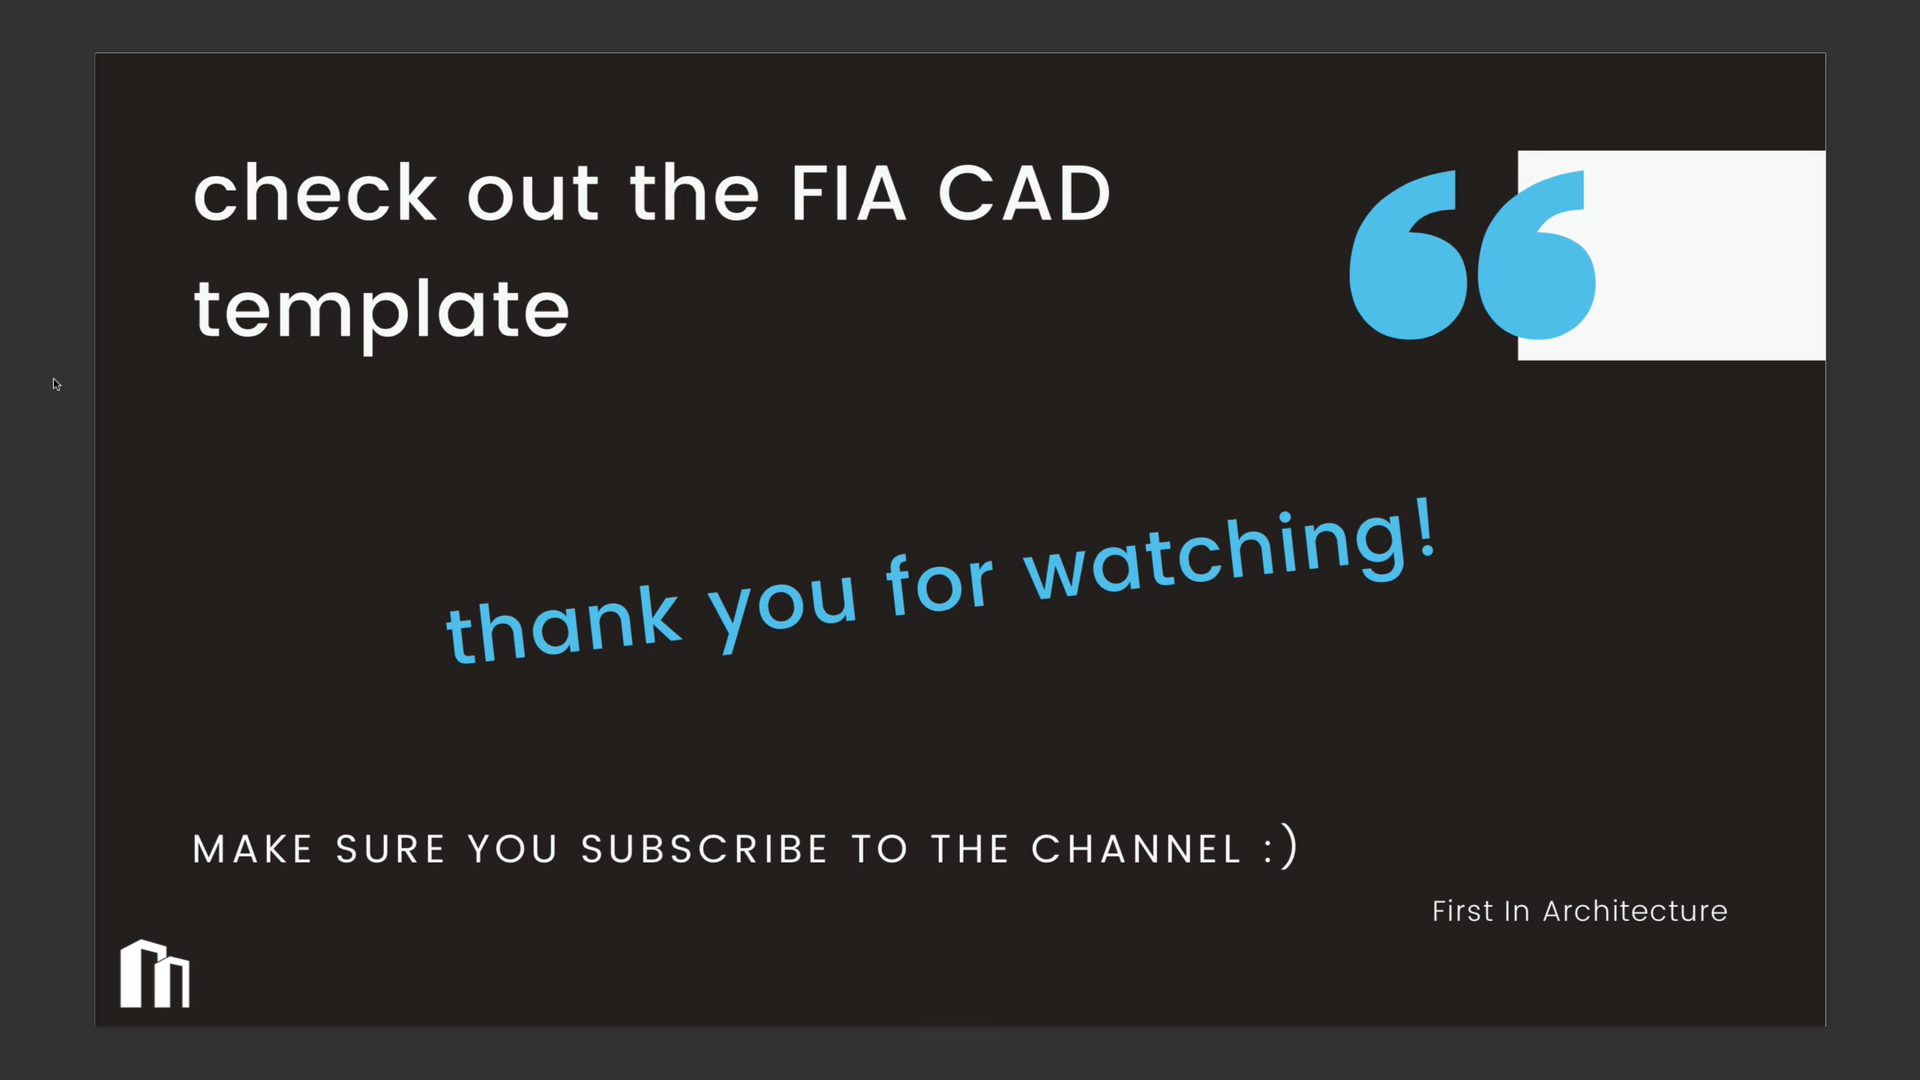 check out the FIA CAD
template
“
thank you for watching!
MAKE SURE YOU SUBSCRIBE TO THE CHANNEL :)
First In Architecture